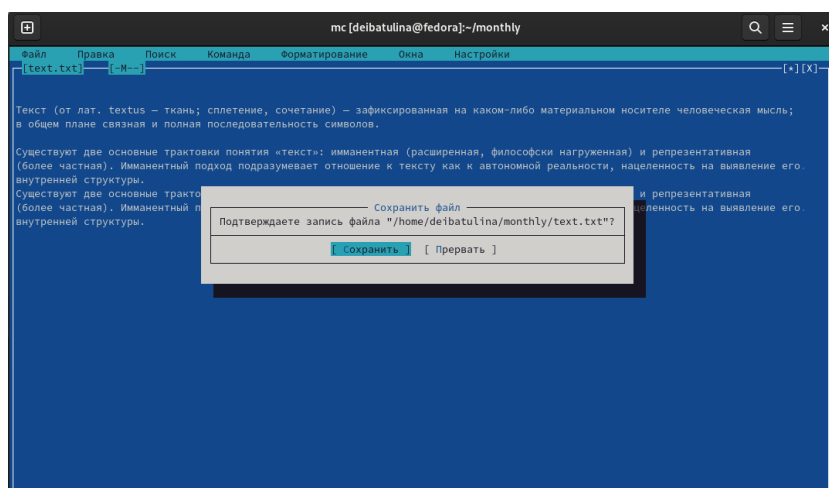 mc [deibatulina@fedora]:~/monthly
Файл Правка Поиск Команда Форматирование Окна Настройки
[text.txt] [-M--] [*][X]
Текст (от лат. textus — ткань; сплетение, сочетание) — зафиксированная на каком-либо материальном носителе человеческая мысль;
в общем плане связная и полная последовательность символов.
Существуют две основные трактовки понятия «текст»: имманентная (расширенная, философски нагруженная) и репрезентативная
(более частная). Имманентный подход подразумевает отношение к тексту как к автономной реальности, нацеленность на выявление его.
внутренней структуры.
Существуют две основные и репрезентативная
(более частная). Имманентный на выявление его.
внутренней структуры.
Сохранить файл
Подтверждаете запись файла "/home/deibatulina/monthly/text.txt"?
[ Сохранить ] [ Прервать ]